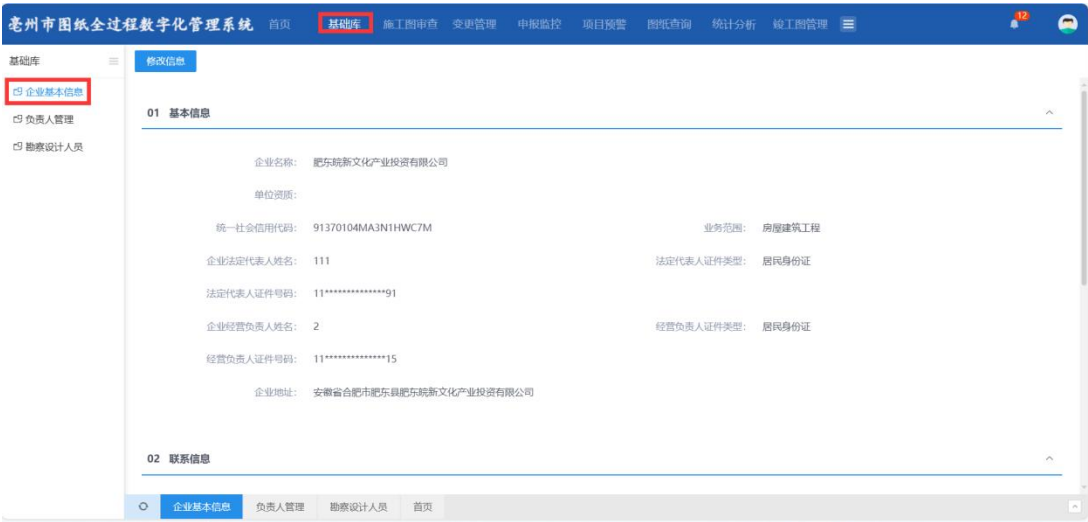 亳州市图纸全过程数字化管理系统 首页 基础库 施工图审查 变更管理 申报监控 项目预警 图纸查询 统计分析 竣工图管理 12
基础库 修改信息
企业基本信息
01 基本信息
负责人管理
勘察设计人员
企业名称: 肥东皖新文化产业投资有限公司
单位资质:
统一社会信用代码: 91370104MA3N1HWC7M 业务范围: 房屋建筑工程
企业法定代表人姓名: 111 法定代表人证件类型: 居民身份证
法定代表人证件号码: 11**************91
企业经营负责人姓名: 2 经营负责人证件类型: 居民身份证
经营负责人证件号码: 11**************15
企业地址: 安徽省合肥市肥东县肥东皖新文化产业投资有限公司
02 联系信息
企业基本信息 负责人管理 勘察设计人员 首页